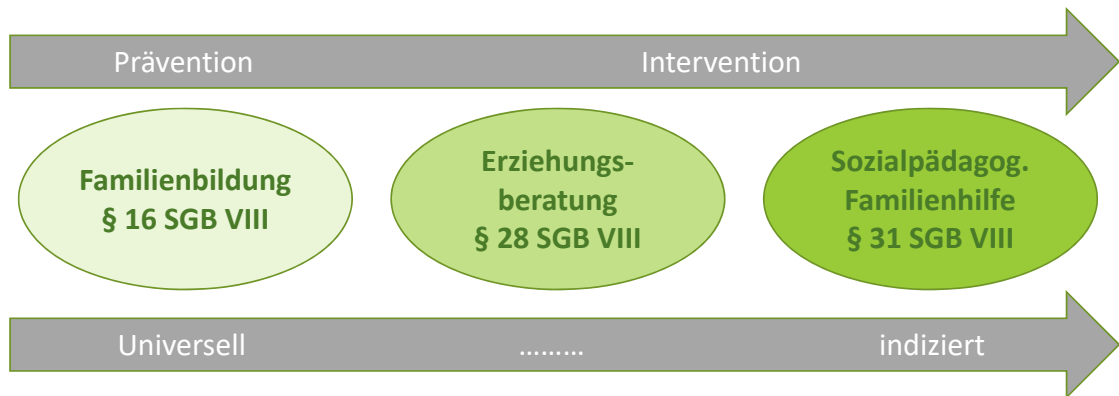 Prävention Intervention
Familienbildung
§ 16 SGB VIII
Erziehungs-
beratung
§ 28 SGB VIII
Sozialpädagog.
Familienhilfe
§ 31 SGB VIII
Universell ……… indiziert